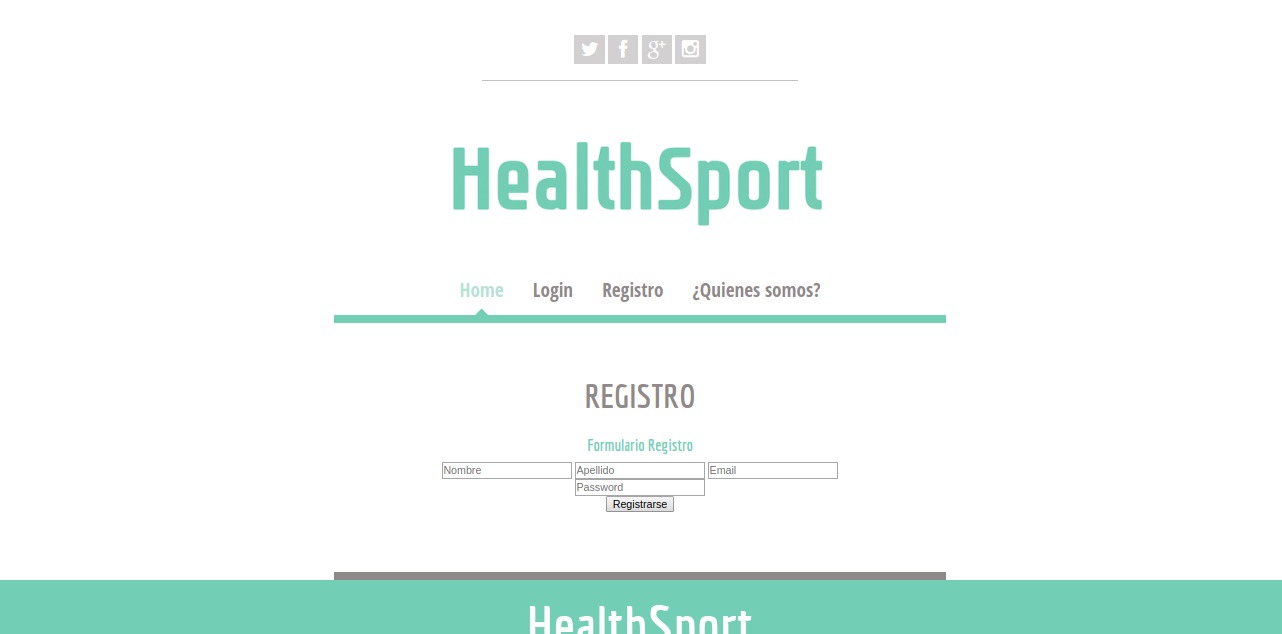 HealthSport
Home Login Registro ¿Quienes somos?
REGISTRO
Formulario Registro
Nombre Apellido Email
Password
Registrarse
HealthSport